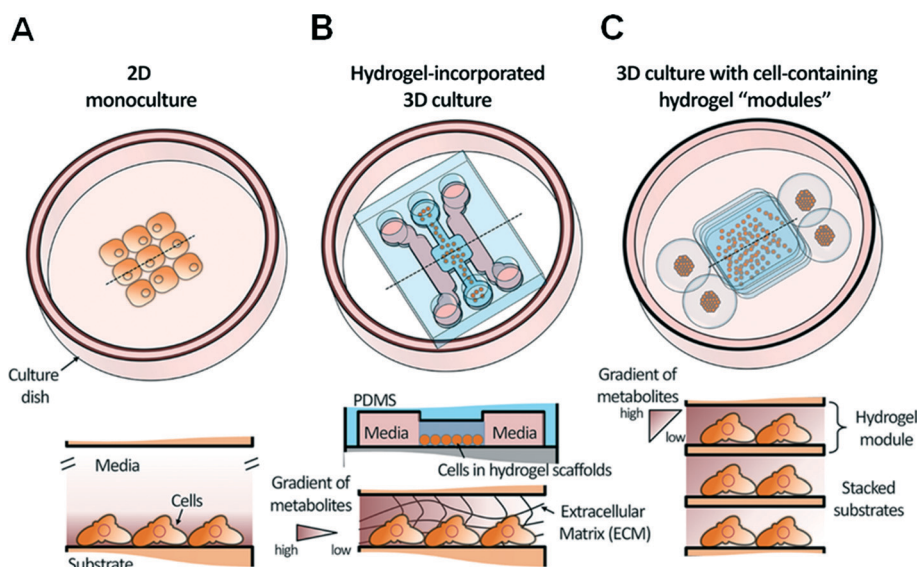 A
B
C
2D
monoculture
Hydrogel-incorporated
3D culture
3D culture with cell-containing
hydrogel “modules”
Culture
dish
Media
Cells
Substrate
PDMS
Media
Media
Cells in hydrogel scaffolds
Gradient of
metabolites
high
low
Extracellular
Matrix (ECM)
Gradient of
metabolites
high
low
Hydrogel
module
Stacked
substrates